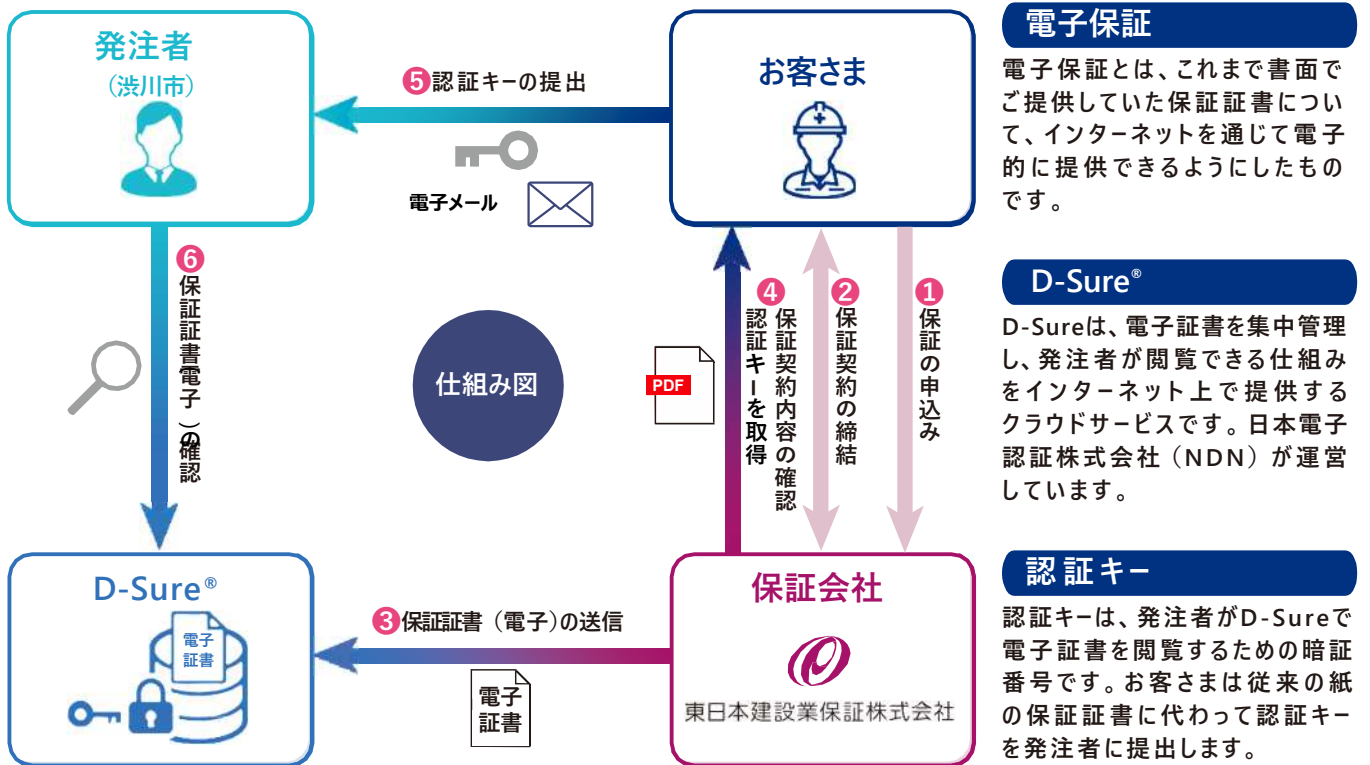 発注者
（渋川市）
❺認証キーの提出
電子メール
お客さま
❻
保証証書電子（）の確認
仕組み図
PDF
❹
保証契約内容の確認
認証キーを取得
❷
保証契約の締結
❶
保証の申込み
D-Sure®
電子
証書
❸保証証書（電子）の送信
電子
証書
保証会社
東日本建設業保証株式会社
電子保証
電子保証とは、これまで書面で
ご提供していた保証証書につい
て、インターネットを通じて電子
的に提供できるようにしたもの
です。
D-Sure®
D-Sureは、電子証書を集中管理
し、発注者が閲覧できる仕組み
をインターネット上で提供する
クラウドサービスです。日本電子
認証株式会社（NDN）が運営
しています。
認証キー
認証キーは、発注者がD-Sureで
電子証書を閲覧するための暗証
番号です。お客さまは従来の紙
の保証証書に代わって認証キー
を発注者に提出します。